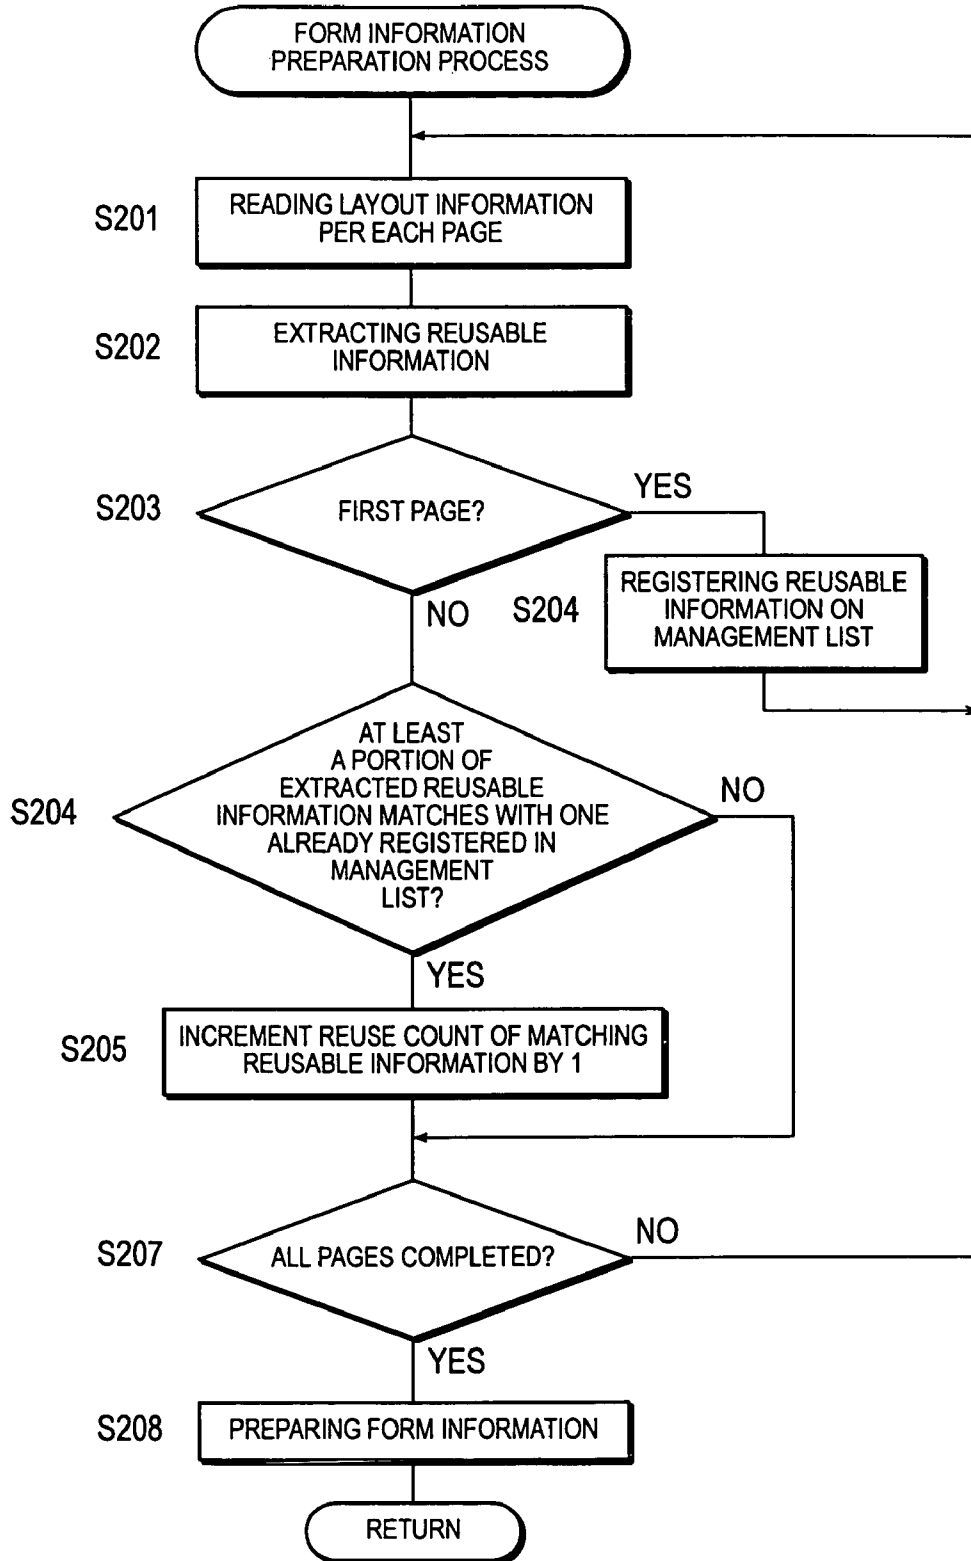 FORM INFORMATION
PREPARATION PROCESS
S201
READING LAYOUT INFORMATION
PER EACH PAGE
S202
EXTRACTING REUSABLE
INFORMATION
S203
FIRST PAGE?
YES
NO
S204
REGISTERING REUSABLE
INFORMATION ON
MANAGEMENT LIST
S204
AT LEAST
A PORTION OF
EXTRACTED REUSABLE
INFORMATION MATCHES WITH ONE
ALREADY REGISTERED IN
MANAGEMENT
LIST?
NO
YES
S205
INCREMENT REUSE COUNT OF MATCHING
REUSABLE INFORMATION BY 1
S207
ALL PAGES COMPLETED?
NO
YES
S208
PREPARING FORM INFORMATION
RETURN